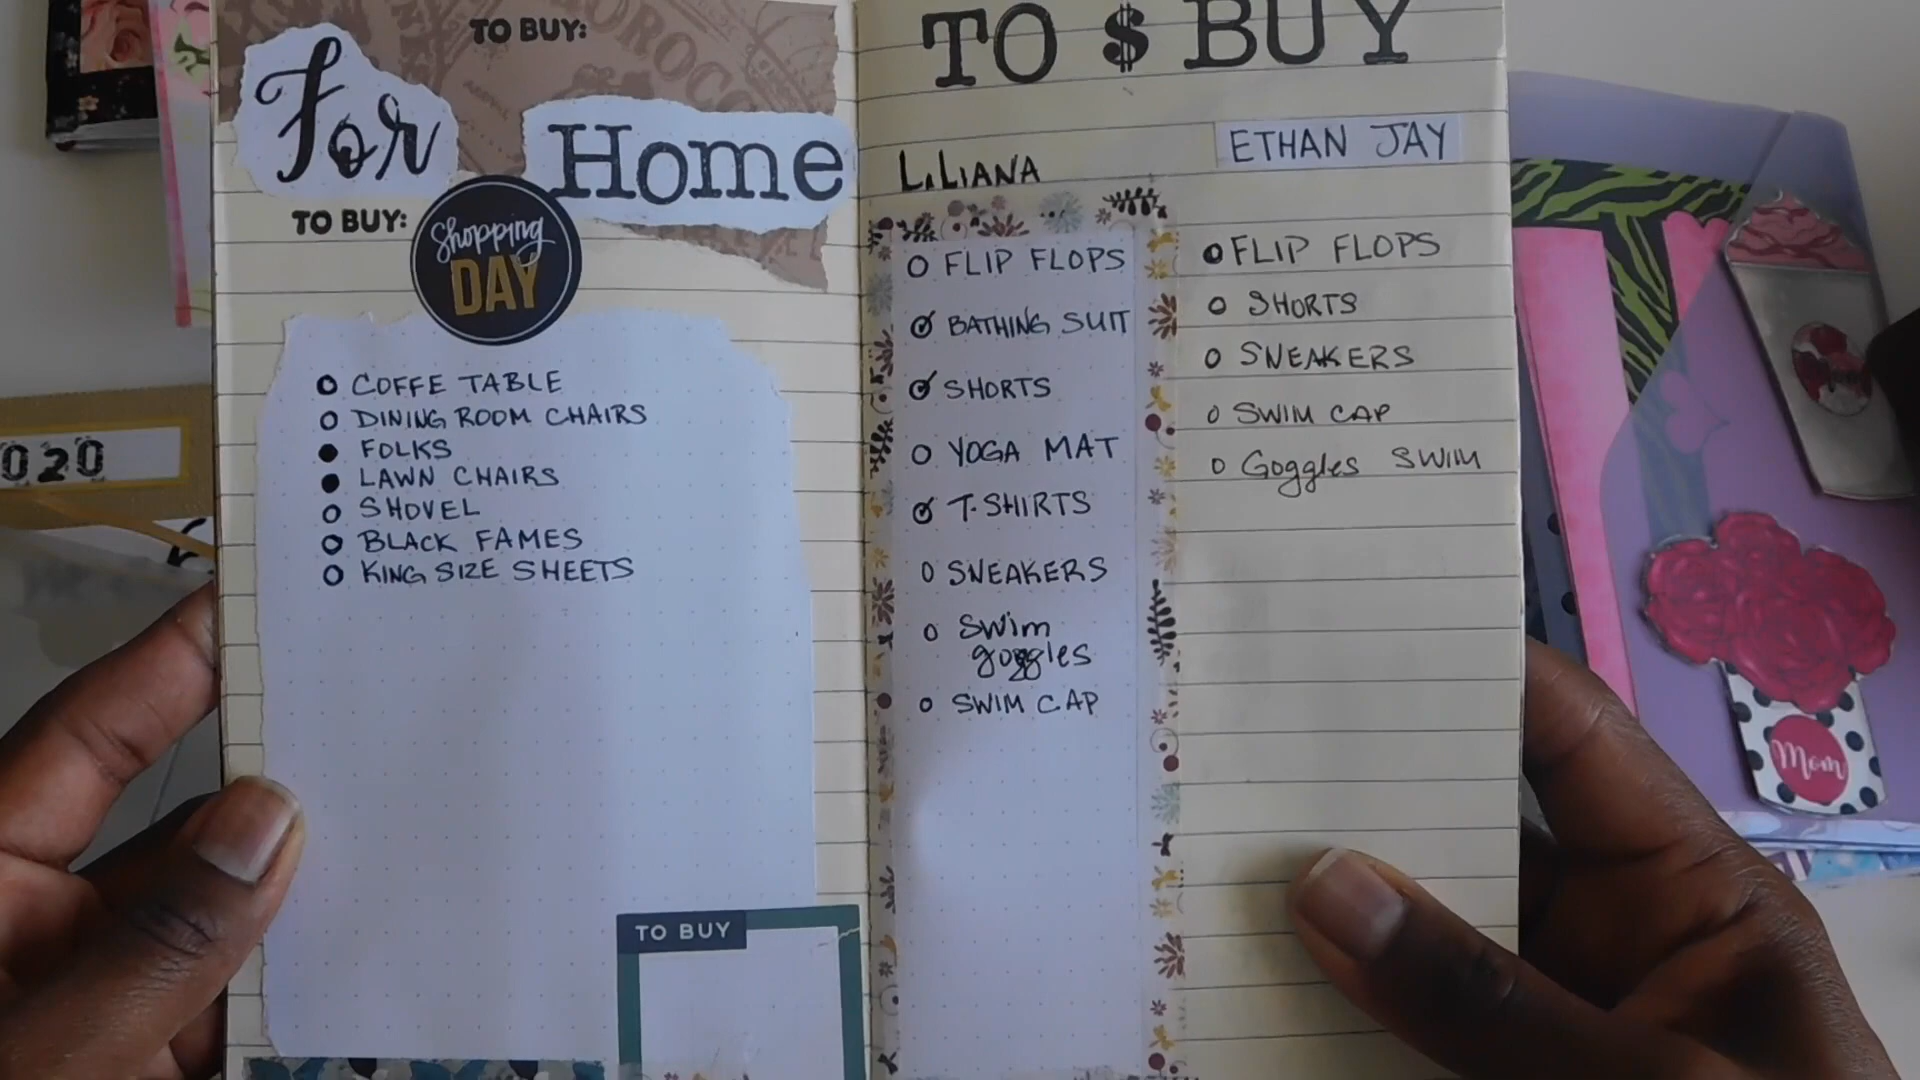 TO BUY:
For
Home
TO BUY:
Shopping
DAY
COFFE TABLE
DINING ROOM CHAIRS
FOLKS
LAWN CHAIRS
SHOVEL
BLACK FAMES
KING SIZE SHEETS
TO BUY
TO $ BUY
LILIANA
FLIP FLOPS
BATHING SUIT
SHORTS
YOGA MAT
T-SHIRTS
SNEAKERS
Swim
goggles
SWIM CAP
ETHAN JAY
FLIP FLOPS
SHORTS
SNEAKERS
SWIM CAP
Goggles SWIM
020
Mom